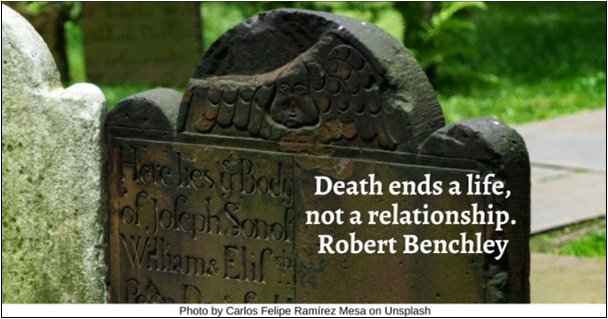 Here lies yͤ Body
of Joſeph Son of
William & Eliſ
Death ends a life,
not a relationship.
Robert Benchley
Photo by Carlos Felipe Ramírez Mesa on Unsplash